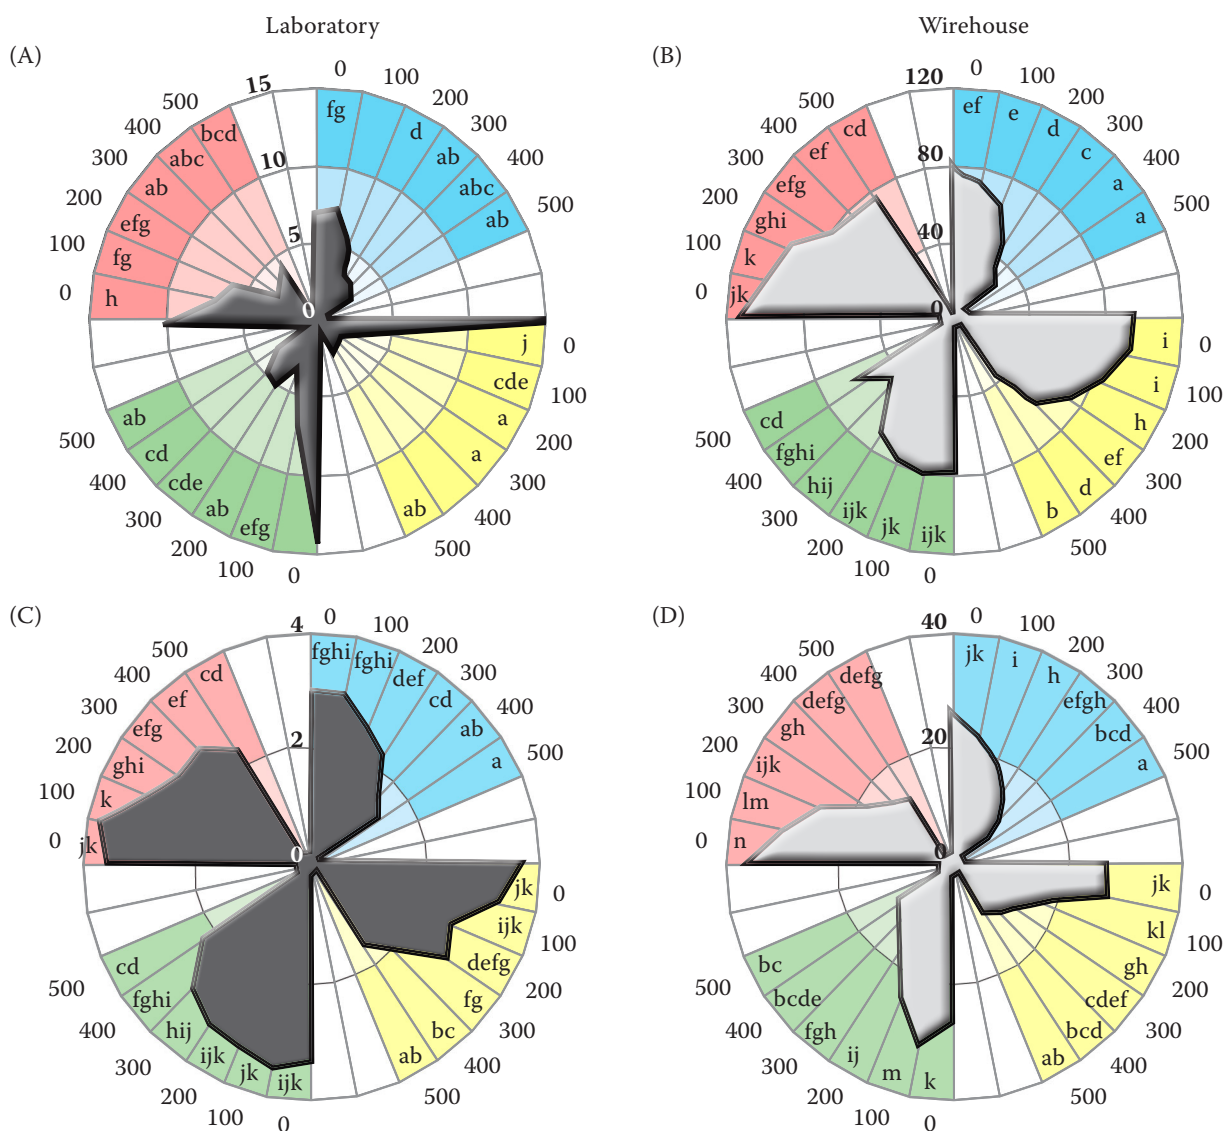 Laboratory
Wirehouse
(A)
15
10
5
0
0
100
200
300
400
500
fg
d
ab
abc
ab
0
100
200
300
400
500
j
cde
a
a
ab
0
100
200
300
400
500
efg
ab
cde
cd
ab
0
100
200
300
400
500
h
fg
efg
ab
abc
bcd
(B)
120
80
40
0
0
100
200
300
400
500
ef
e
d
c
a
a
0
100
200
300
400
500
i
i
h
ef
d
b
0
100
200
300
400
500
ijk
jk
ijk
hij
fghi
cd
0
100
200
300
400
500
jk
k
ghi
efg
ef
cd
(C)
4
2
0
0
100
200
300
400
500
fghi
fghi
def
cd
ab
a
0
100
200
300
400
500
jk
ijk
defg
fg
bc
ab
0
100
200
300
400
500
ijk
jk
ijk
hij
fghi
cd
0
100
200
300
400
500
jk
k
ghi
efg
ef
cd
(D)
40
20
0
0
100
200
300
400
500
jk
i
h
efgh
bcd
a
0
100
200
300
400
500
jk
kl
gh
cdef
bcd
ab
0
100
200
300
400
500
k
m
ij
fgh
bcde
bc
0
100
200
300
400
500
n
lm
ijk
gh
defg
defg